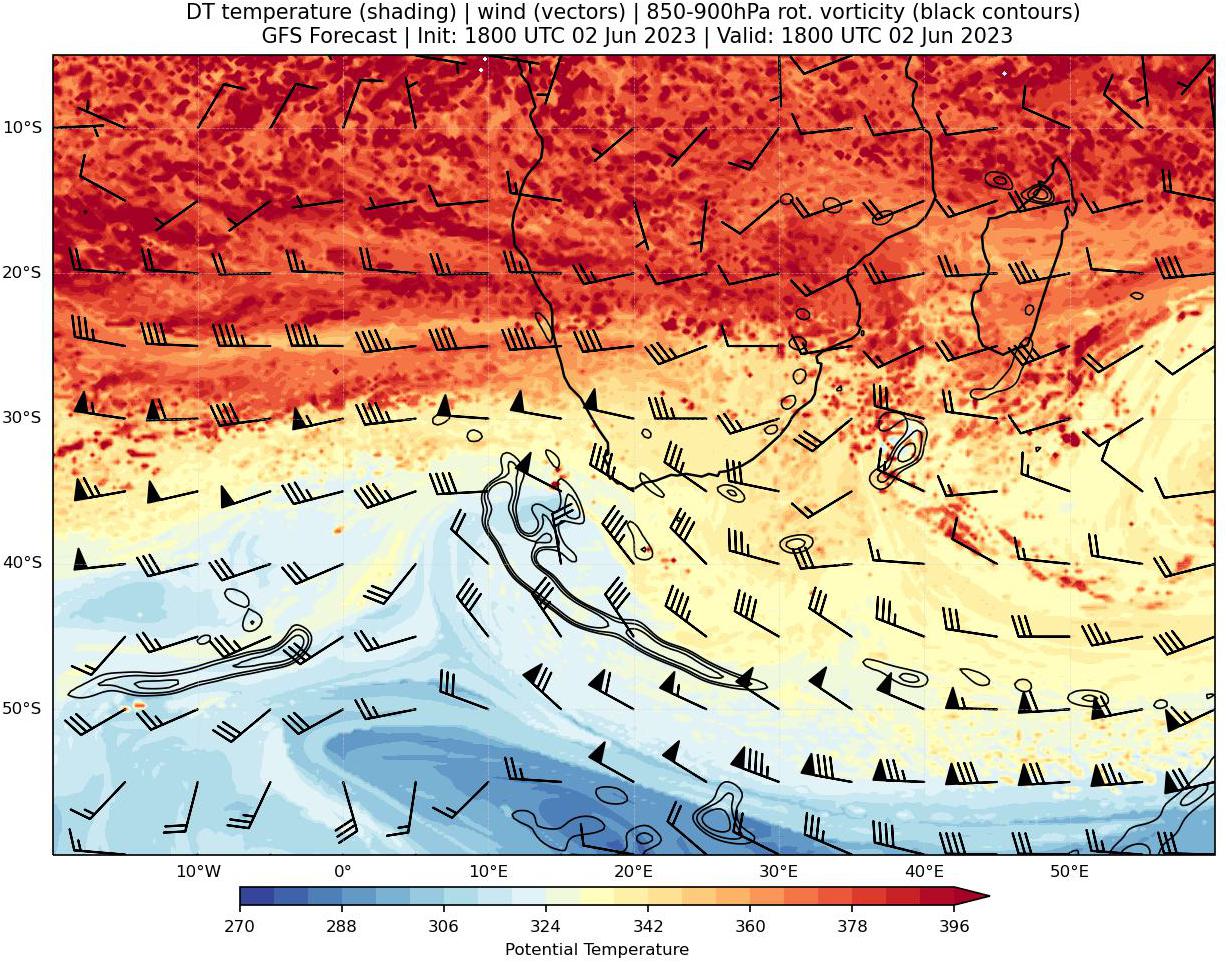 DT temperature (shading) | wind (vectors) | 850-900hPa rot. vorticity (black contours)
GFS Forecast | Init: 1800 UTC 02 Jun 2023 | Valid: 1800 UTC 02 Jun 2023
10°S
20°S
30°S
40°S
50°S
10°W 0° 10°E 20°E 30°E 40°E 50°E
270 288 306 324 342 360 378 396
Potential Temperature